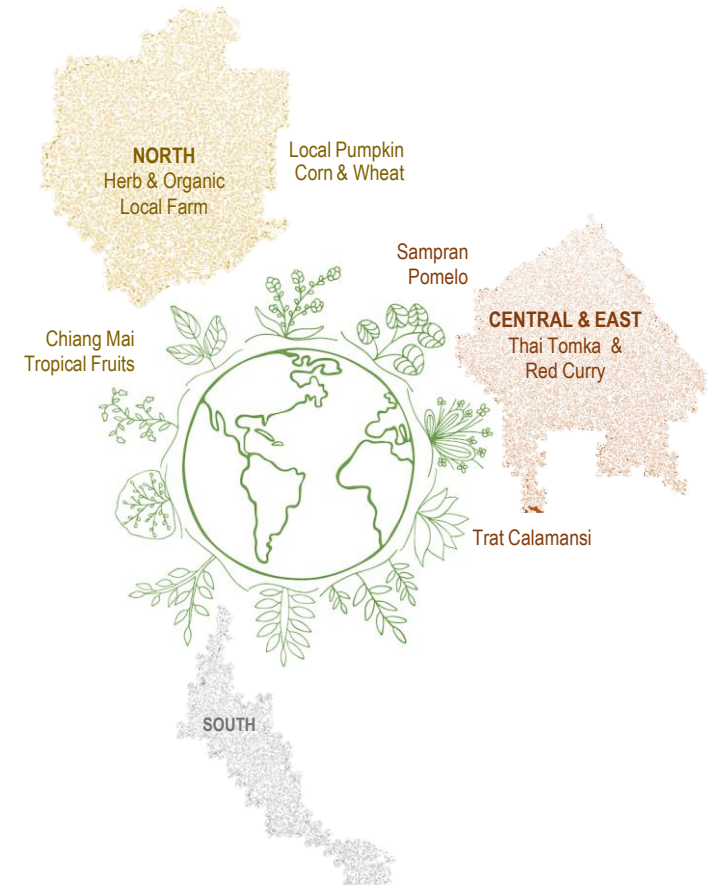 NORTH
Herb & Organic
Local Farm
Local Pumpkin
Corn & Wheat
Sampran
Pomelo
CENTRAL & EAST
Thai Tomka &
Red Curry
Chiang Mai
Tropical Fruits
Trat Calamansi
SOUTH